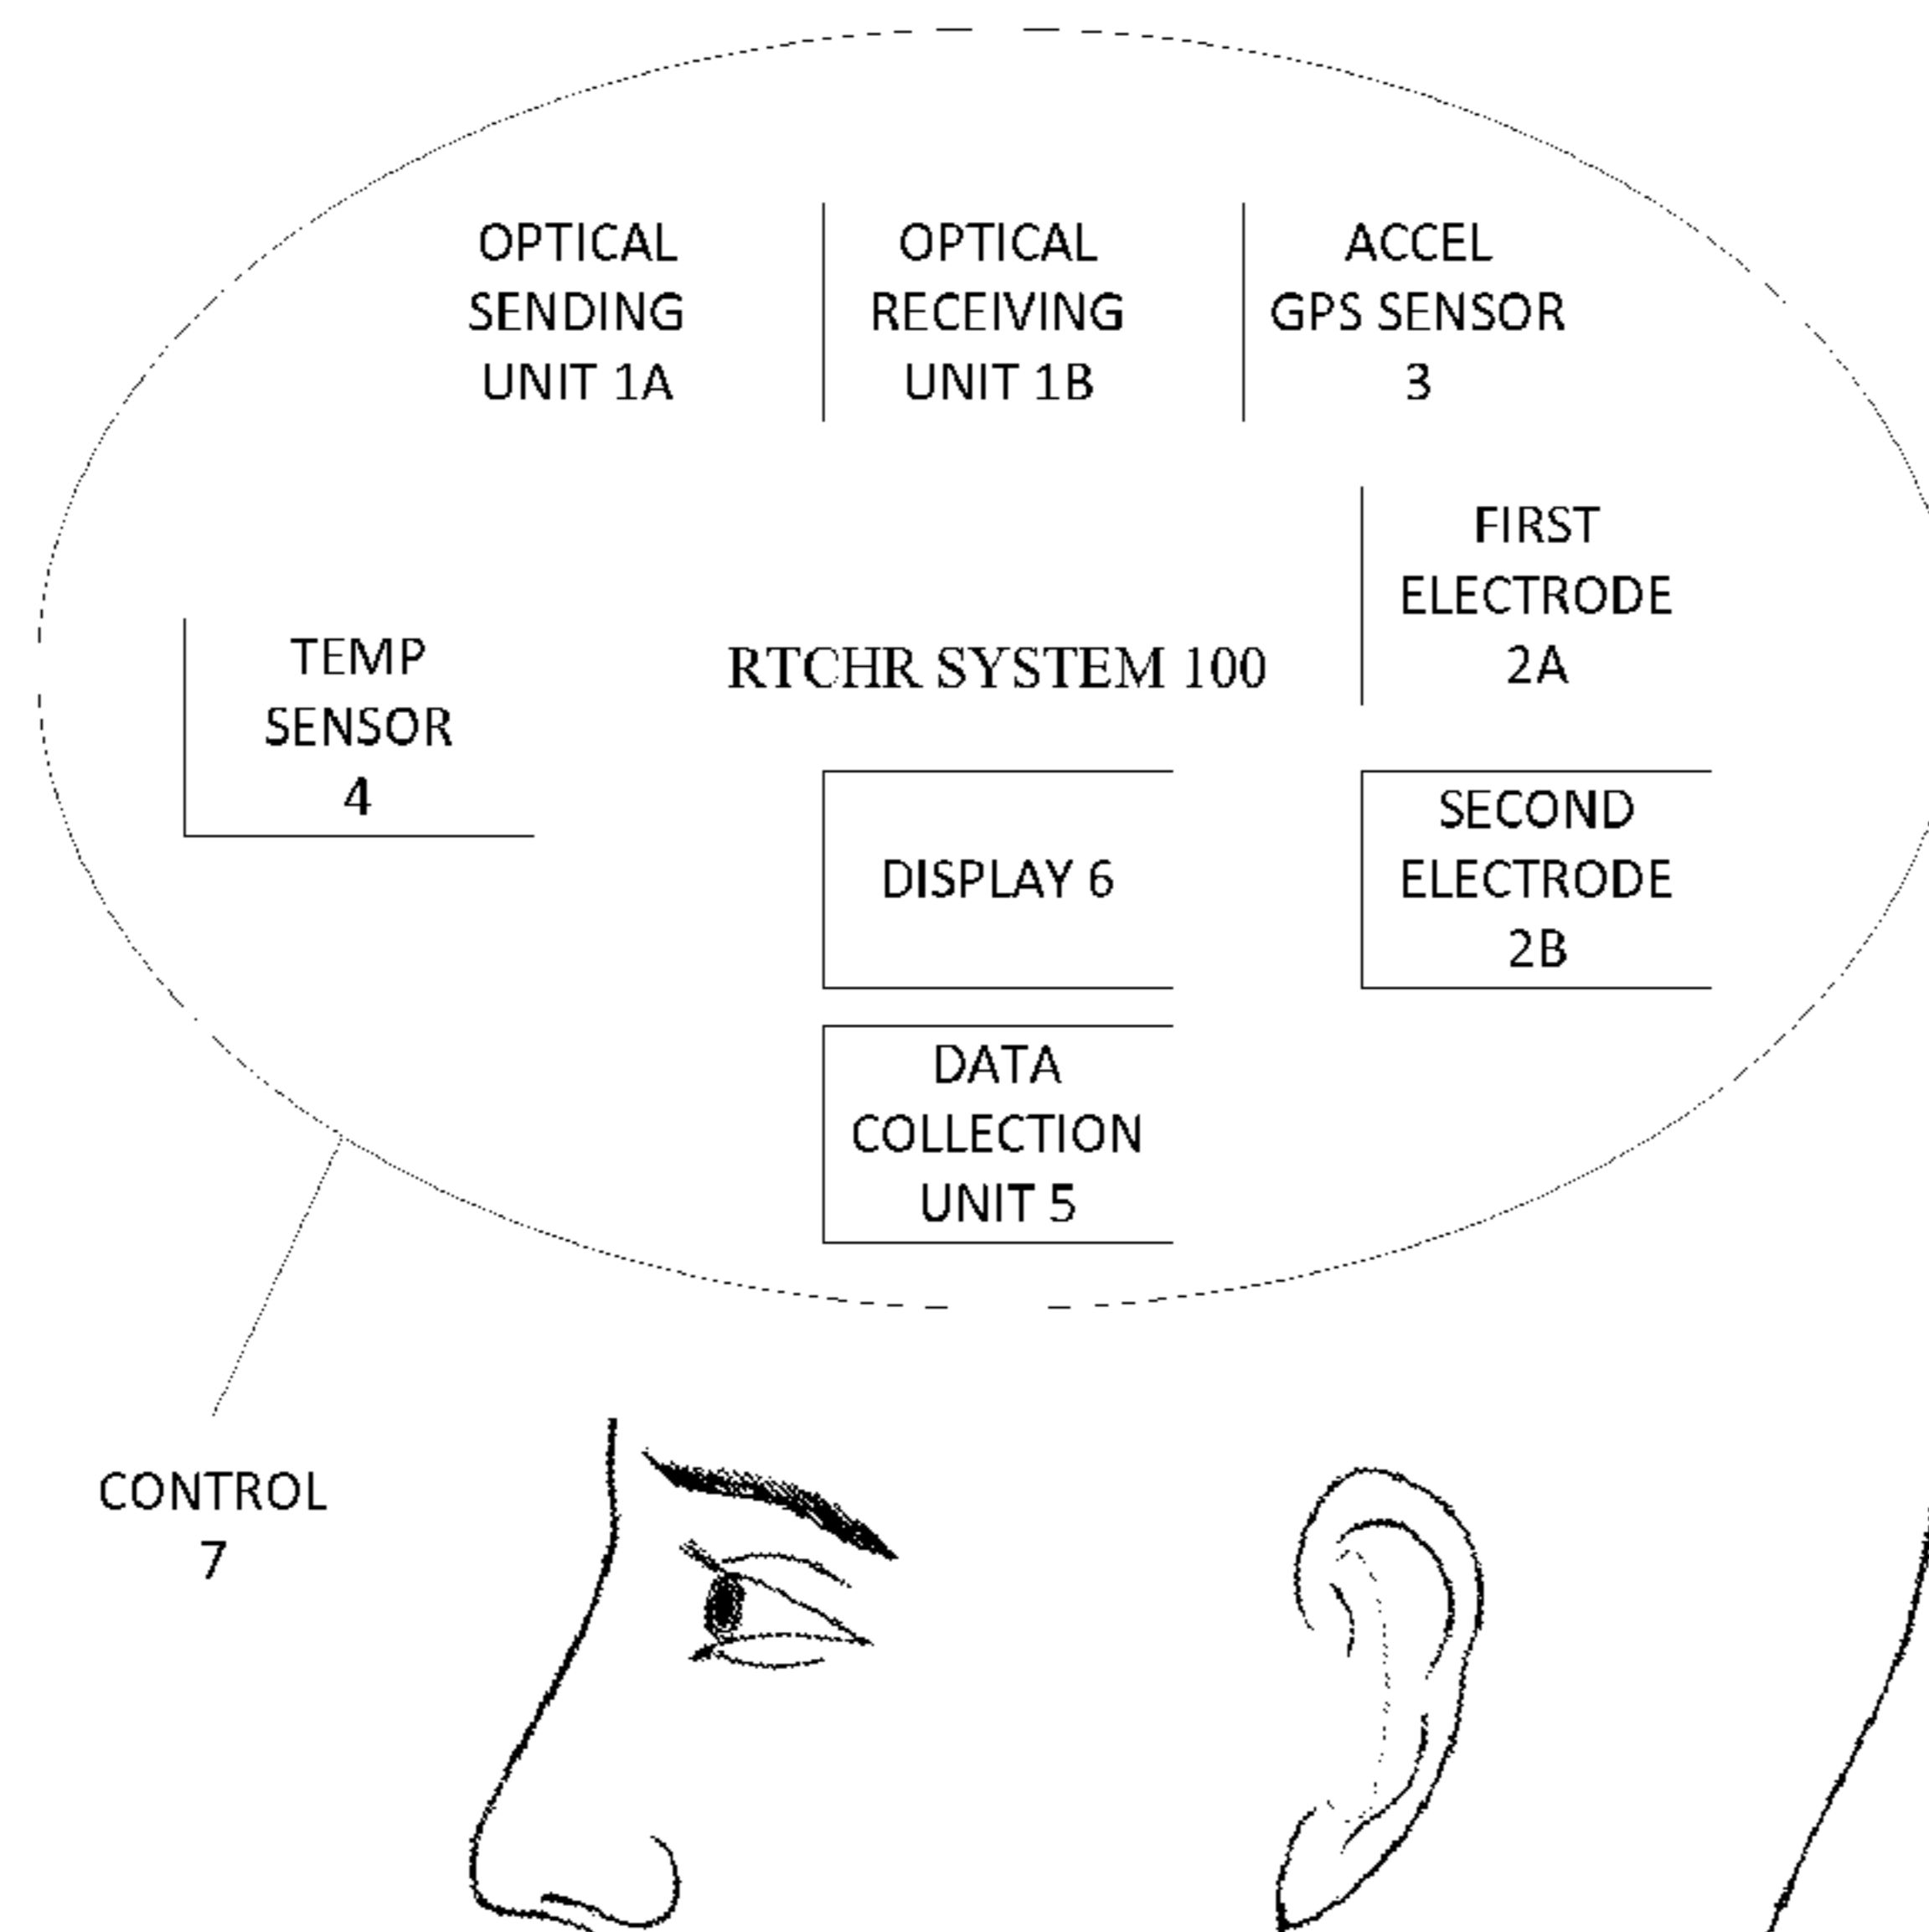 OPTICAL
SENDING
UNIT 1A
OPTICAL
RECEIVING
UNIT 1B
ACCEL
GPS SENSOR
3
FIRST
ELECTRODE
2A
TEMP
SENSOR
4
RTCHR SYSTEM 100
DISPLAY 6
SECOND
ELECTRODE
2B
DATA
COLLECTION
UNIT 5
CONTROL
7